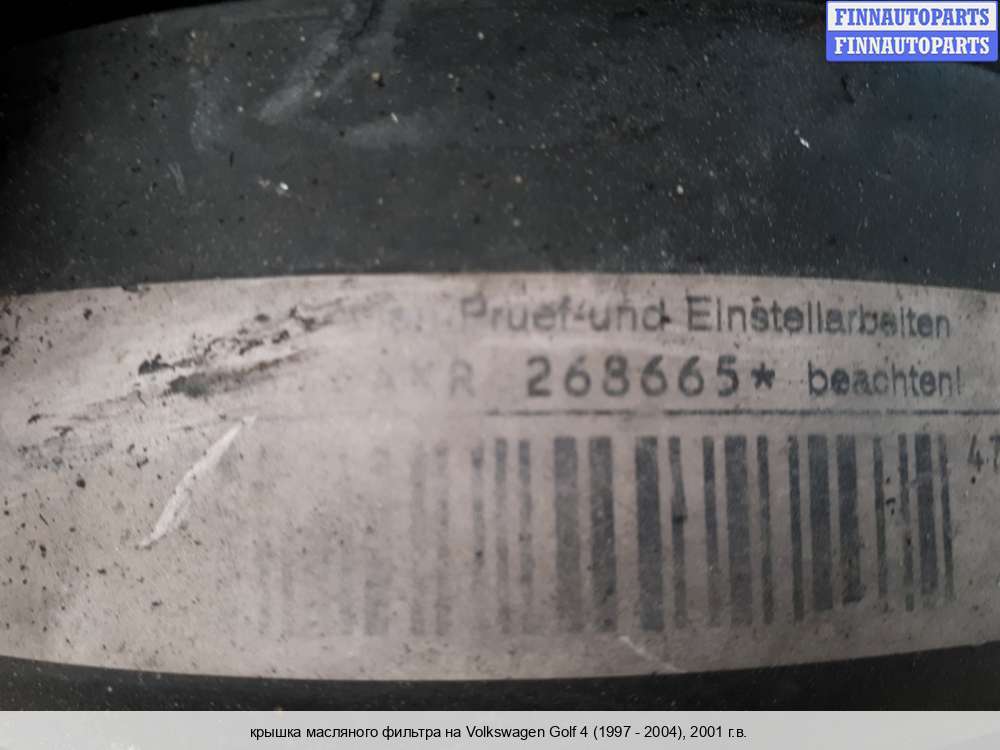 FINNAUTOPARTS
FINNAUTOPARTS
Pruef-und Einstellarbeiten
268665* beachten!
крышка масляного фильтра на Volkswagen Golf 4 (1997 - 2004), 2001 г.в.